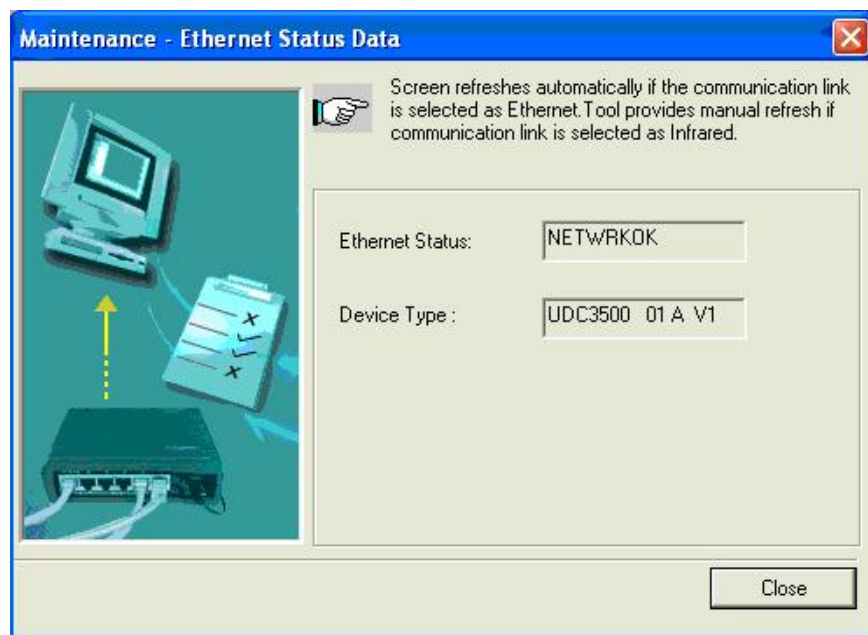 Maintenance - Ethernet Status Data
Screen refreshes automatically if the communication link
is selected as Ethernet.Tool provides manual refresh if
communication link is selected as Infrared.
Ethernet Status: NETWRKOK
Device Type : UDC3500 01 A V1
Close